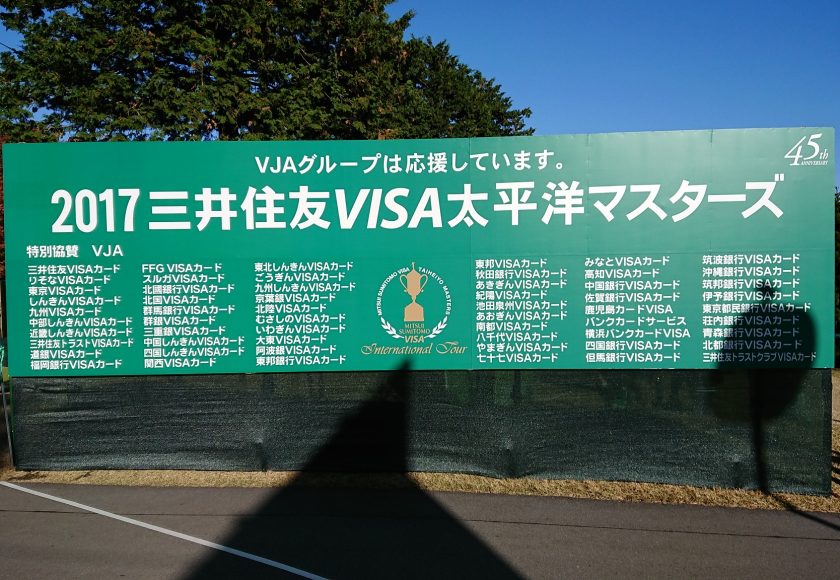 45th
ANNIVERSARY
VJAグループは応援しています。
2017三井住友VISA太平洋マスターズ
特別協賛 VJA
三井住友VISAカード
りそなVISAカード
東京VISAカード
しんきんVISAカード
九州VISAカード
中部しんきんVISAカード
近畿しんきんVISAカード
三井住友トラストVISAカード
道銀VISAカード
福岡銀行VISAカード
FFG VISAカード
スルガVISAカード
北國銀行VISAカード
北国VISAカード
群馬銀行VISAカード
群銀VISAカード
三重銀VISAカード
中国しんきんVISAカード
四国しんきんVISAカード
関西VISAカード
東北しんきんVISAカード
ごうぎんVISAカード
九州しんきんVISAカード
京葉銀VISAカード
北陸VISAカード
むさしのVISAカード
いわぎんVISAカード
大東VISAカード
阿波銀VISAカード
東邦銀行VISAカード
MITSUI SUMITOMO VISA TAIHEIYO MASTERS
MITSUI
SUMITOMO
VISA
International Tour
東邦VISAカード
秋田銀行VISAカード
あきぎんVISAカード
紀陽VISAカード
池田泉州VISAカード
あおぎんVISAカード
南都VISAカード
八千代VISAカード
やまぎんVISAカード
七十七VISAカード
みなとVISAカード
高知VISAカード
中国銀行VISAカード
佐賀銀行VISAカード
鹿児島カードVISA
バンクカードサービス
横浜バンクカードVISA
四国銀行VISAカード
但馬銀行VISAカード
筑波銀行VISAカード
沖縄銀行VISAカード
筑邦銀行VISAカード
伊予銀行VISAカード
東京都民銀行VISAカード
荘内銀行VISAカード
青森銀行VISAカード
北都銀行VISAカード
三井住友トラストクラブVISAカード